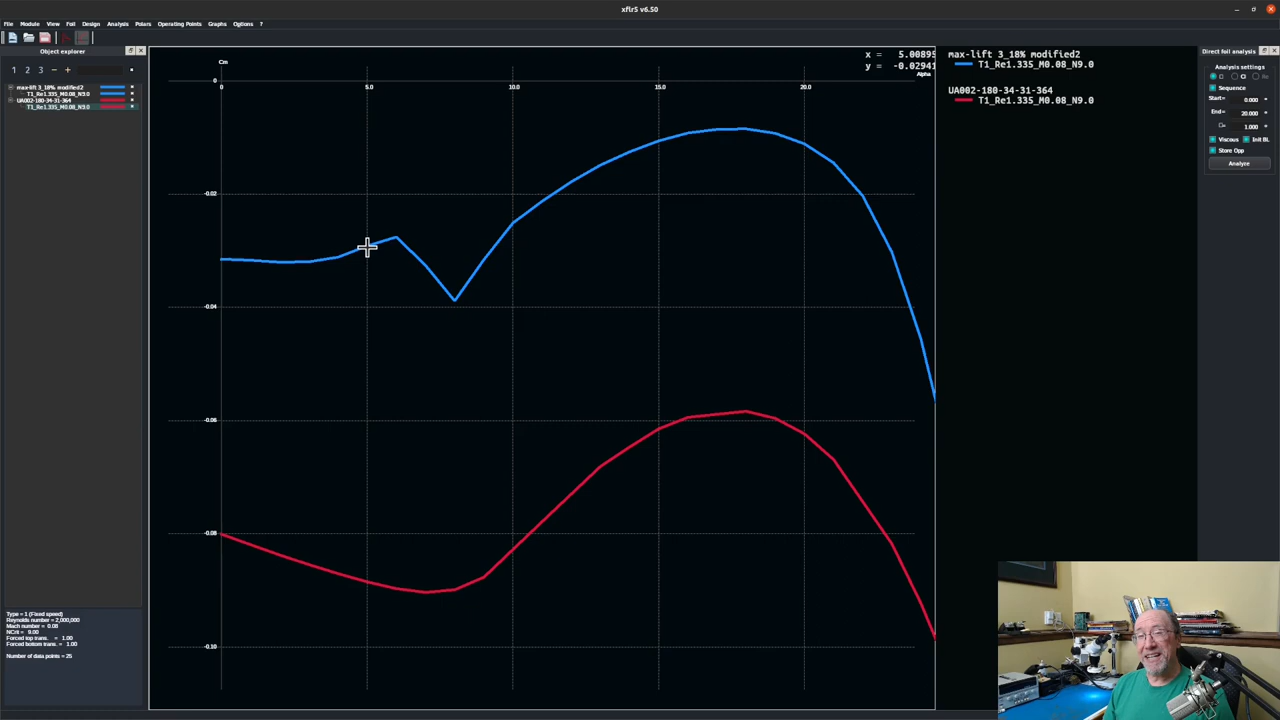 xflr5 v6.50
File Module View Foil Design Analysis Polars Operating Points Graphs Options ?
Object explorer
1 2 3 − +
max-lift 3_18% modified2
T1_Re1.335_M0.08_N9.0
UA002-180-34-31-364
T1_Re1.335_M0.08_N9.0
Type = 1 (Fixed speed)
Reynolds number = 2,000,000
Mach number = 0.08
NCrit = 9.00
Forced top trans. = 1.00
Forced bottom trans. = 1.00
Number of data points = 25
Cm
x = 5.00895
y = -0.02941
Alpha
0
0 5.0 10.0 15.0 20.0
-0.02
-0.04
-0.06
-0.08
-0.10
max-lift 3_18% modified2
T1_Re1.335_M0.08_N9.0
UA002-180-34-31-364
T1_Re1.335_M0.08_N9.0
Direct foil analysis
Analysis settings
Cl
Sequence
Start= 0.000
End= 20.000
1.000
Viscous Init BL
Store Opp
Analyze